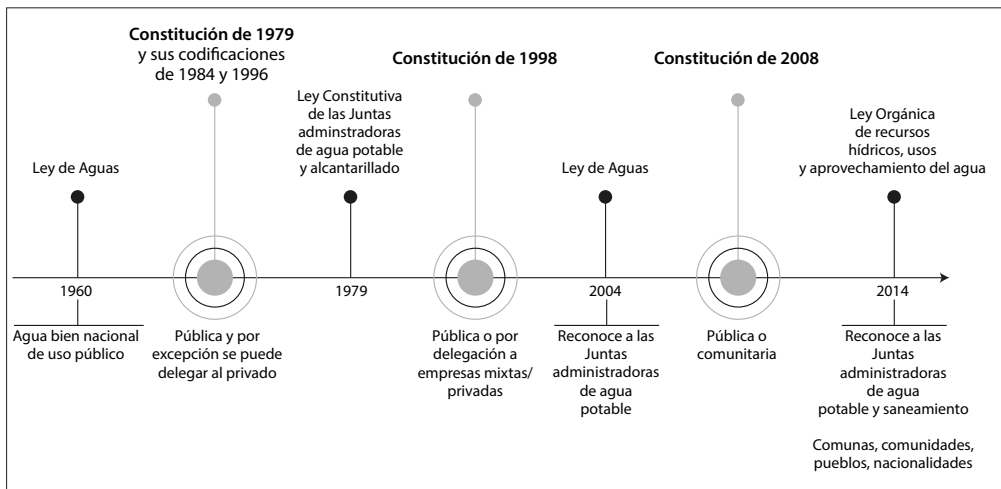 Constitución de 1979
y sus codificaciones
de 1984 y 1996
Constitución de 1998
Constitución de 2008
Ley Constitutiva
de las Juntas
adminstradoras
de agua potable
y alcantarillado
Ley Orgánica
de recursos
hídricos, usos
y aprovechamiento del agua
Ley de Aguas
Ley de Aguas
1960
1979
2004
2014
Agua bien nacional
de uso público
Pública y por
excepción se puede
delegar al privado
Pública o por
delegación a
empresas mixtas/
privadas
Reconoce a las
Juntas
administradoras
de agua
potable
Pública o
comunitaria
Reconoce a las
Juntas
administradoras
de agua
potable y saneamiento
Comunas, comunidades,
pueblos, nacionalidades